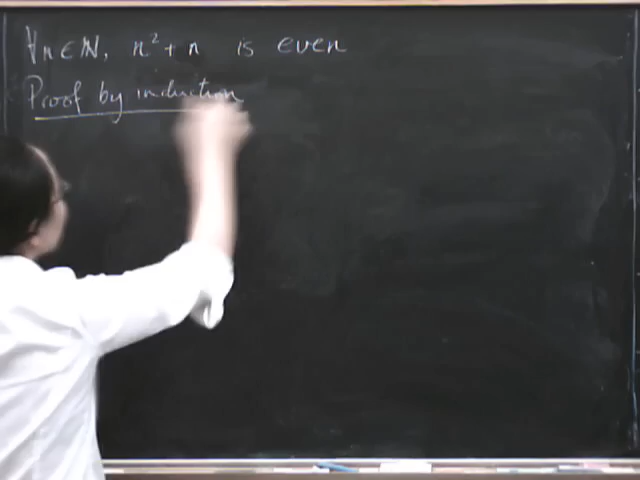 ∀n∈ℕ, n²+n is even
Proof by induction